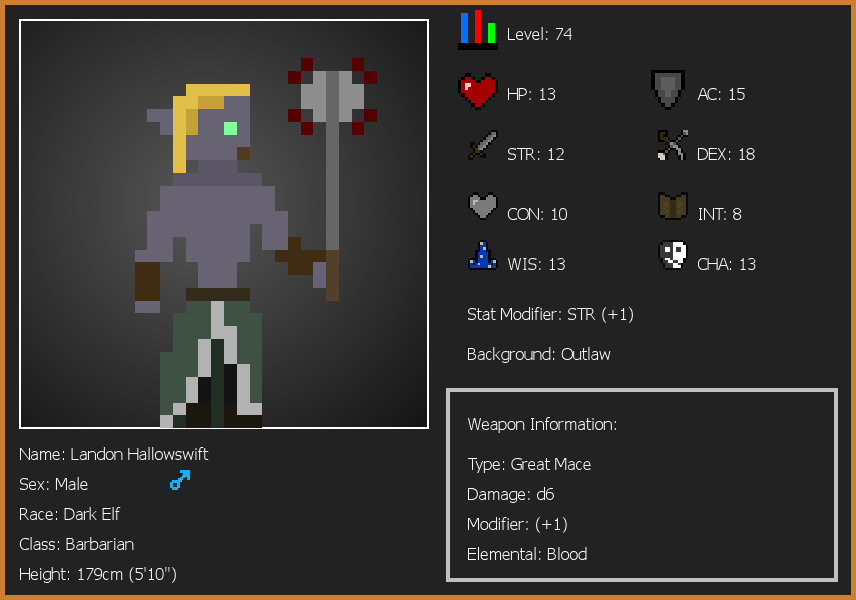 Level: 74
HP: 13
AC: 15
STR: 12
DEX: 18
CON: 10
INT: 8
WIS: 13
CHA: 13
Stat Modifier: STR (+1)
Background: Outlaw
Weapon Information:
Type: Great Mace
Damage: d6
Modifier: (+1)
Elemental: Blood
Name: Landon Hallowswift
Sex: Male
Race: Dark Elf
Class: Barbarian
Height: 179cm (5'10")